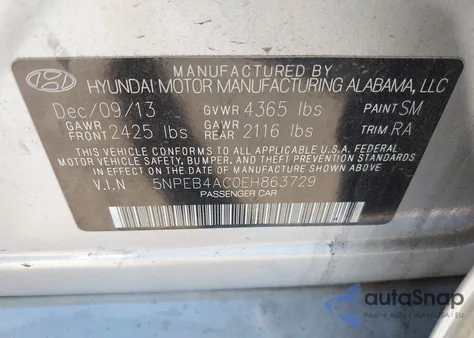 MANUFACTURED BY
HYUNDAI MOTOR MANUFACTURING ALABAMA, LLC
Dec/09/13 GVWR 4365 lbs PAINT SM
GAWR FRONT 2425 lbs GAWR REAR 2116 lbs TRIM RA
THIS VEHICLE CONFORMS TO ALL APPLICABLE U.S. FEDERAL
MOTOR VEHICLE SAFETY, BUMPER, AND THEFT PREVENTION
STANDARDS IN EFFECT ON THE DATE OF MANUFACTURE SHOWN ABOVE.
V.I.N 5NPEB4AC0EH863729
PASSENGER CAR
autoSnap